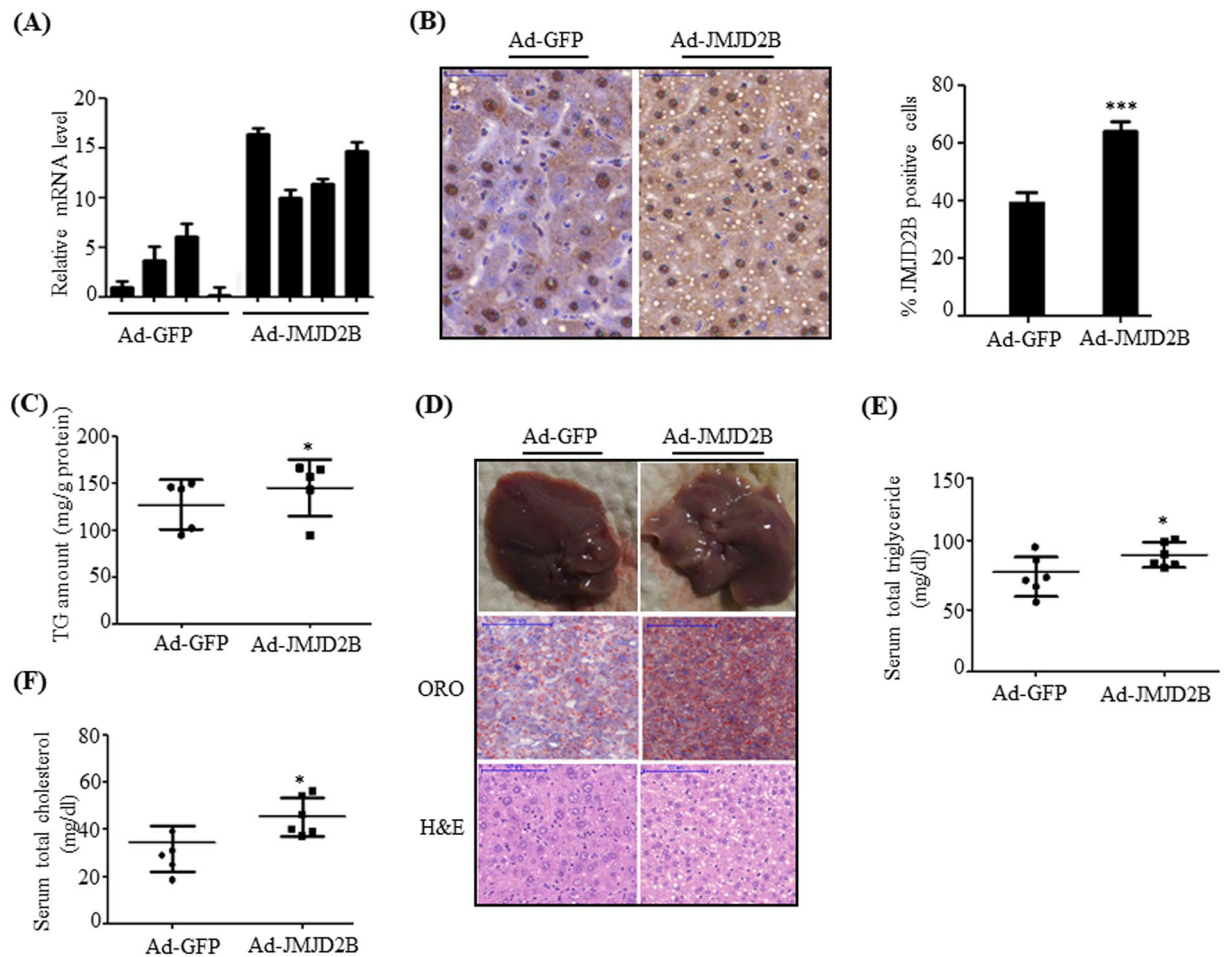 (A)
Relative mRNA level
20
15
10
5
0
Ad-GFP
Ad-JMJD2B
(B)
Ad-GFP
Ad-JMJD2B
% JMJD2B positive cells
80
60
40
20
0
***
Ad-GFP
Ad-JMJD2B
(C)
TG amount (mg/g protein)
200
150
100
50
0
*
Ad-GFP
Ad-JMJD2B
(D)
Ad-GFP
Ad-JMJD2B
ORO
H&E
(E)
Serum total triglyceride
(mg/dl)
150
100
50
0
*
Ad-GFP
Ad-JMJD2B
(F)
Serum total cholesterol
(mg/dl)
80
60
40
20
0
*
Ad-GFP
Ad-JMJD2B